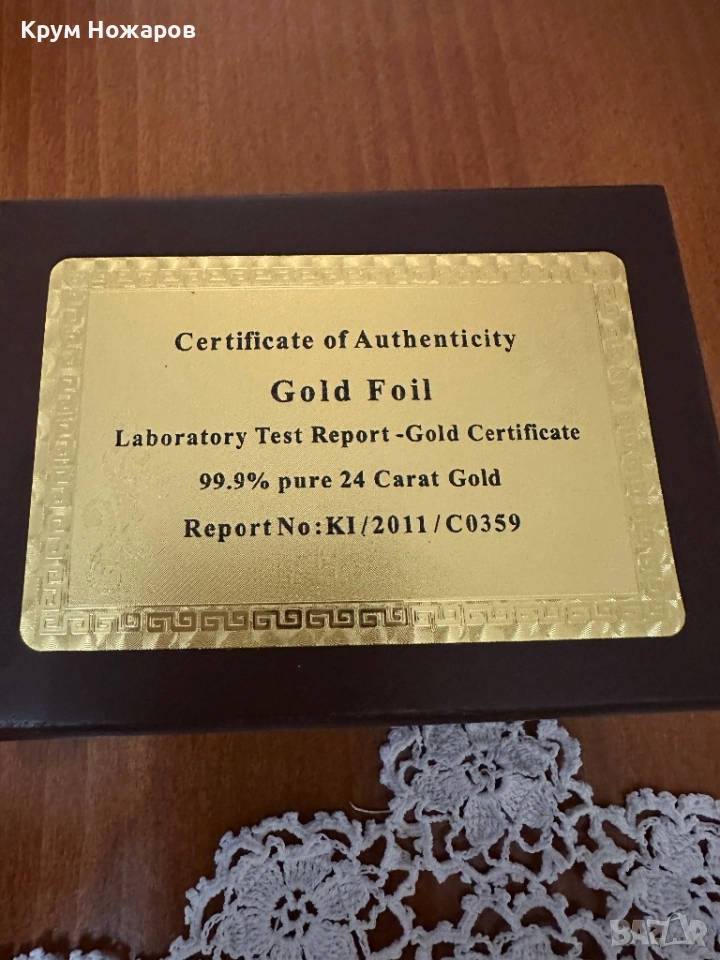 Крум Ножаров
Certificate of Authenticity
Gold Foil
Laboratory Test Report -Gold Certificate
99.9% pure 24 Carat Gold
Report No:KI/2011/C0359
BAZAR